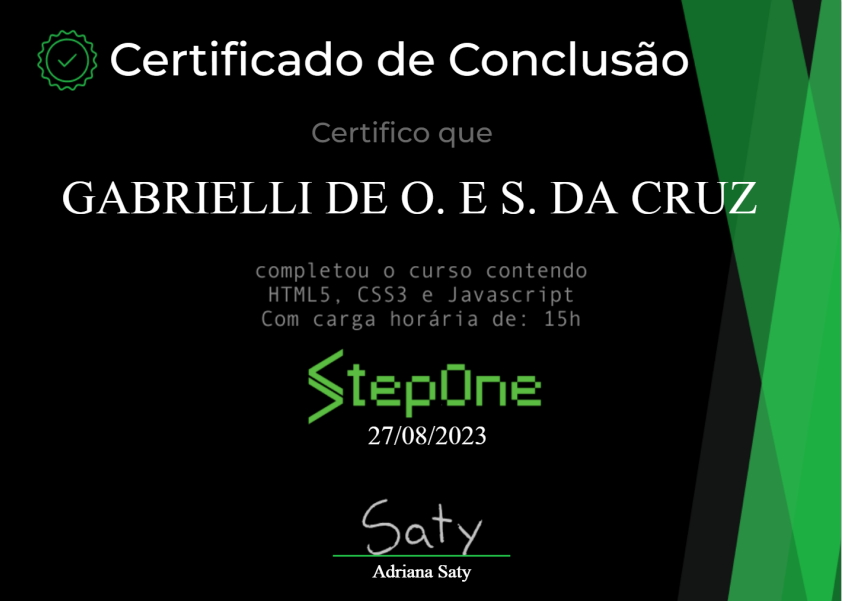 Certificado de Conclusão
Certifico que
GABRIELLI DE O. E S. DA CRUZ
completou o curso contendo
HTML5, CSS3 e Javascript
Com carga horária de: 15h
StepOne
27/08/2023
Saty
Adriana Saty